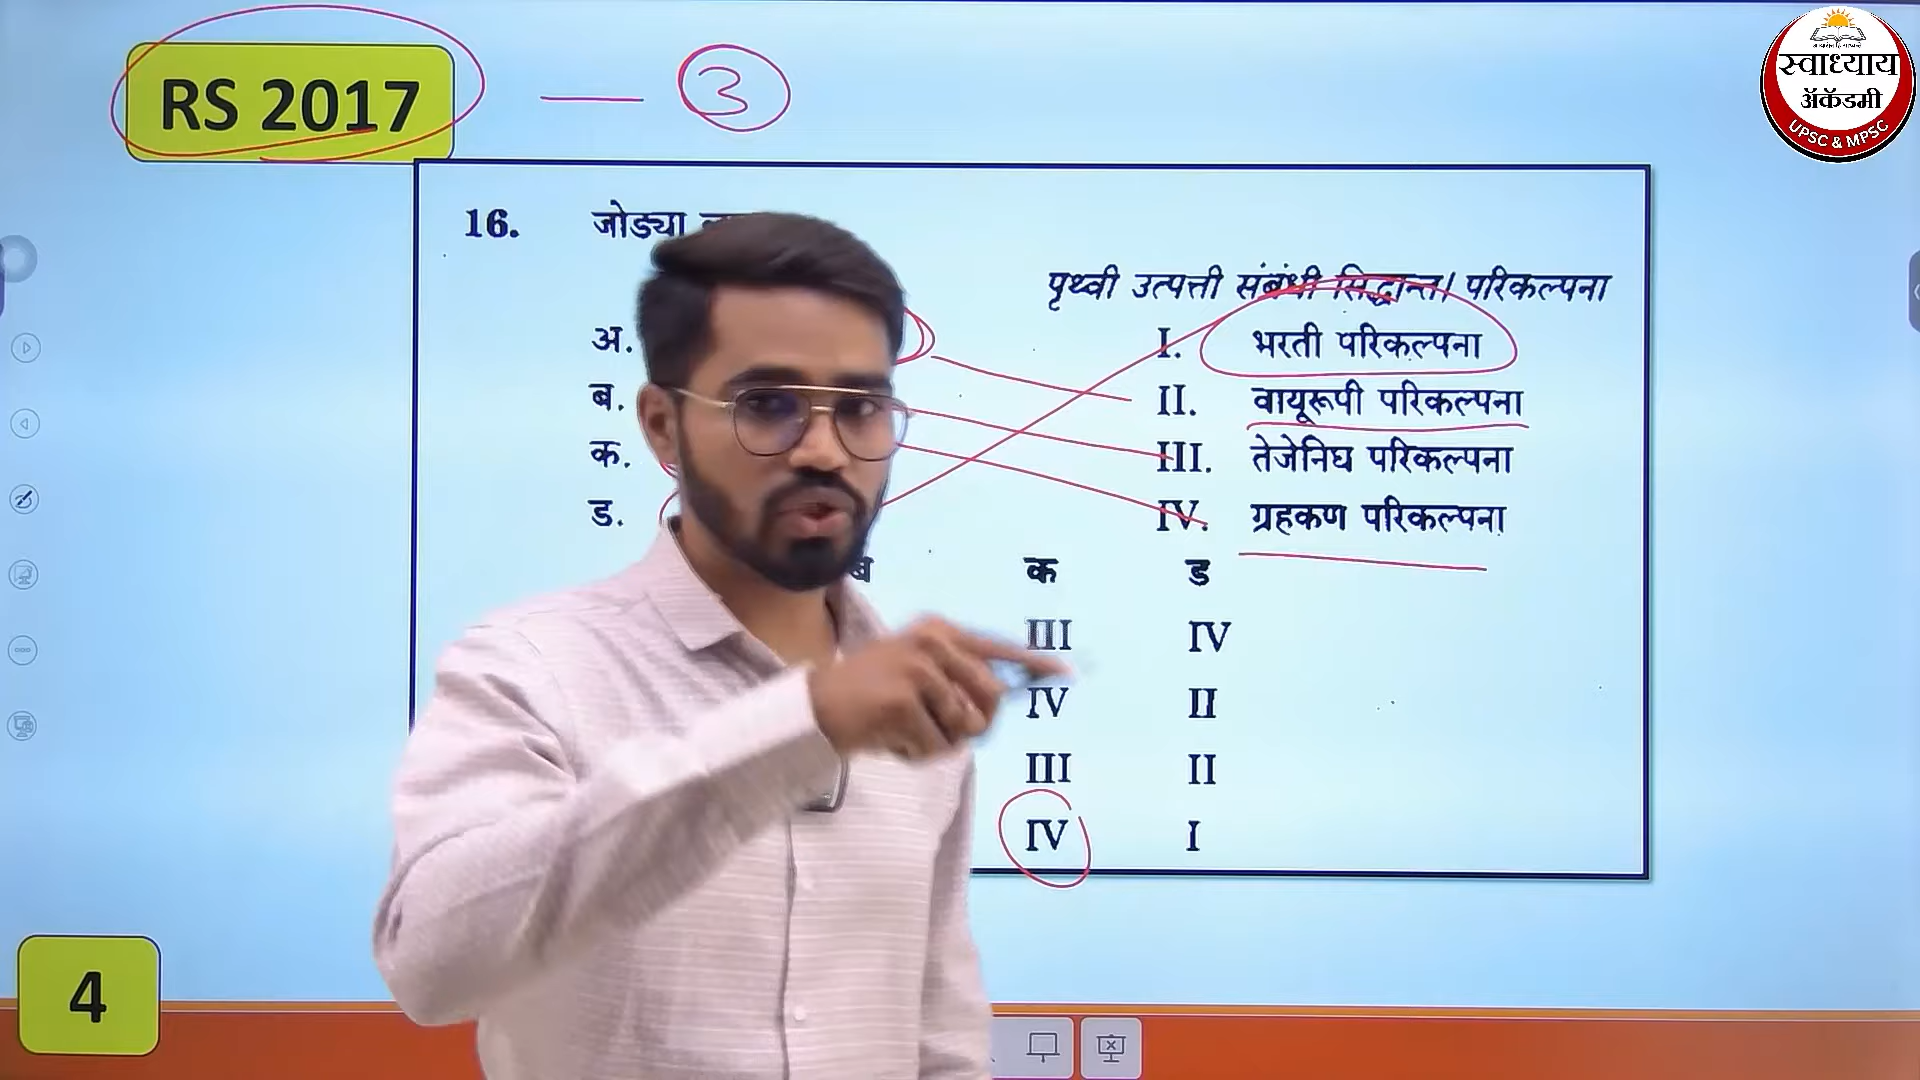 RS 2017
3
स्वाध्याय
अ‍ॅकॅडमी
UPSC & MPSC
16. जोड्या
पृथ्वी उत्पत्ती संबंधी सिद्धान्त/परिकल्पना
अ. I. भरती परिकल्पना
ब. II. वायूरूपी परिकल्पना
क. III. तेजेनिघ परिकल्पना
ड. IV. ग्रहकण परिकल्पना
ब क ड
III IV
IV II
III II
IV I
4